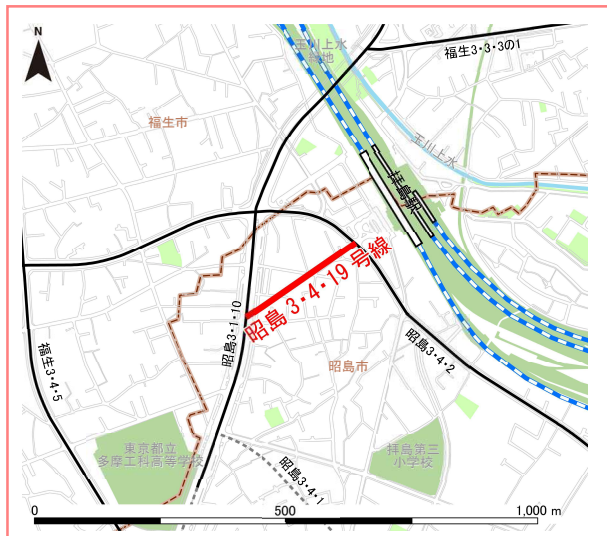 N
玉川上水
緑地
福生3・3・3の1
福生市
玉川上水
拝島駅
昭島 3・4・19 号線
昭島3・1・10
福生3・4・5
昭島市
昭島3・4・2
東京都立
多摩工科高等学校
拝島第三
小学校
昭島3・4・1
0 500 1,000 m